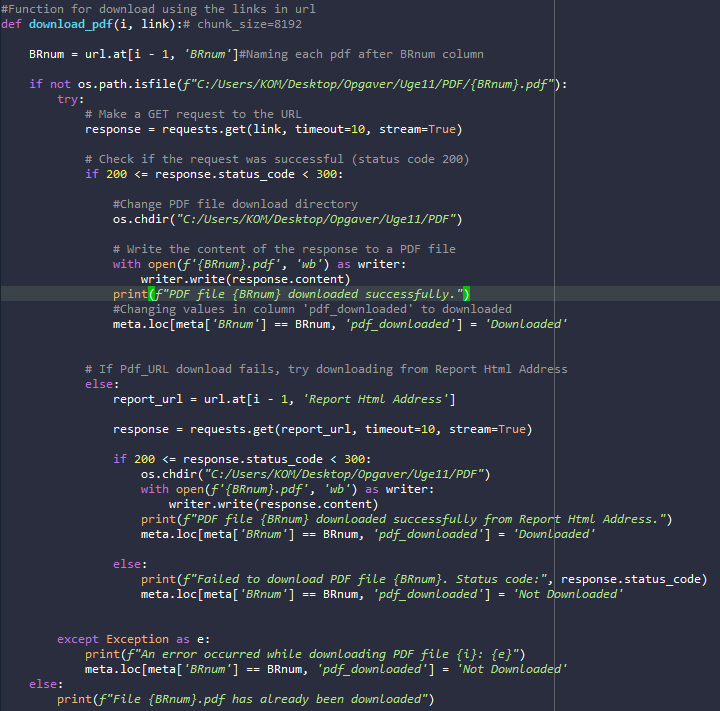 #Function for download using the links in url
def download_pdf(i, link):# chunk_size=8192
BRnum = url.at[i - 1, 'BRnum']#Naming each pdf after BRnum column
if not os.path.isfile(f"C:/Users/KOM/Desktop/Opgaver/Uge11/PDF/{BRnum}.pdf"):
try:
# Make a GET request to the URL
response = requests.get(link, timeout=10, stream=True)
# Check if the request was successful (status code 200)
if 200 <= response.status_code < 300:
#Change PDF file download directory
os.chdir("C:/Users/KOM/Desktop/Opgaver/Uge11/PDF")
# Write the content of the response to a PDF file
with open(f'{BRnum}.pdf', 'wb') as writer:
writer.write(response.content)
print(f"PDF file {BRnum} downloaded successfully.")
#Changing values in column 'pdf_downloaded' to downloaded
meta.loc[meta['BRnum'] == BRnum, 'pdf_downloaded'] = 'Downloaded'
# If Pdf_URL download fails, try downloading from Report Html Address
else:
report_url = url.at[i - 1, 'Report Html Address']
response = requests.get(report_url, timeout=10, stream=True)
if 200 <= response.status_code < 300:
os.chdir("C:/Users/KOM/Desktop/Opgaver/Uge11/PDF")
with open(f'{BRnum}.pdf', 'wb') as writer:
writer.write(response.content)
print(f"PDF file {BRnum} downloaded successfully from Report Html Address.")
meta.loc[meta['BRnum'] == BRnum, 'pdf_downloaded'] = 'Downloaded'
else:
print(f"Failed to download PDF file {BRnum}. Status code:", response.status_code)
meta.loc[meta['BRnum'] == BRnum, 'pdf_downloaded'] = 'Not Downloaded'
except Exception as e:
print(f"An error occurred while downloading PDF file {i}: {e}")
meta.loc[meta['BRnum'] == BRnum, 'pdf_downloaded'] = 'Not Downloaded'
else:
print(f"File {BRnum}.pdf has already been downloaded")